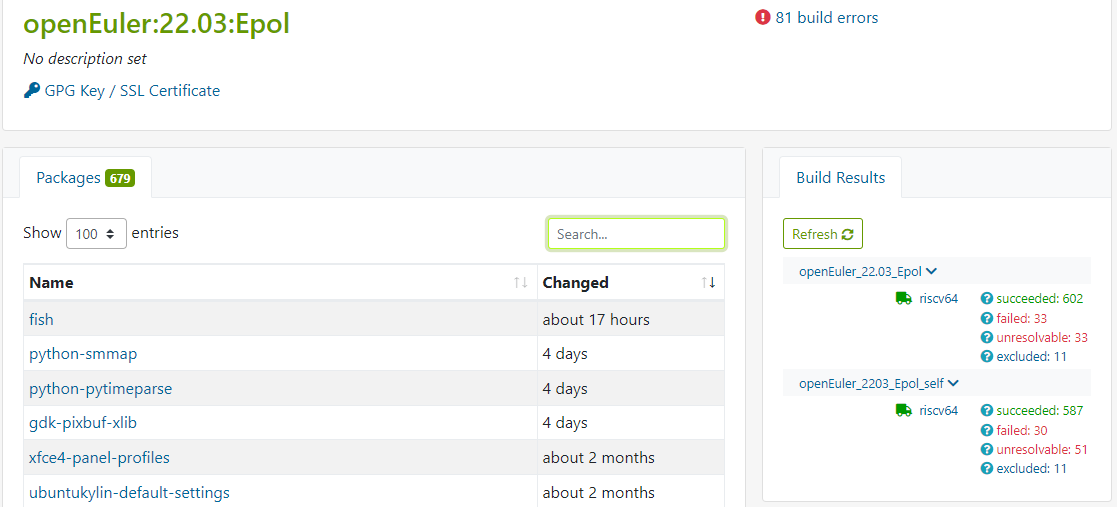 openEuler:22.03:Epol
81 build errors
No description set
GPG Key / SSL Certificate
Packages 679
Show 100 entries
Search...
Name Changed
fish about 17 hours
python-smmap 4 days
python-pytimeparse 4 days
gdk-pixbuf-xlib 4 days
xfce4-panel-profiles about 2 months
ubuntukylin-default-settings about 2 months
Build Results
Refresh
openEuler_22.03_Epol
riscv64 succeeded: 602
failed: 33
unresolvable: 33
excluded: 11
openEuler_2203_Epol_self
riscv64 succeeded: 587
failed: 30
unresolvable: 51
excluded: 11